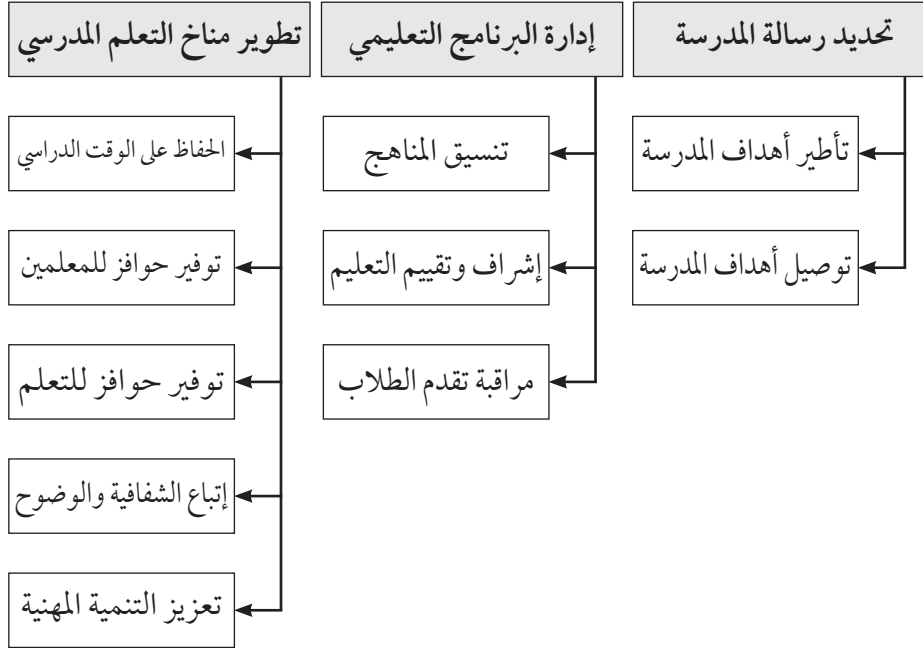 تحديد رسالة المدرسة
تأطير أهداف المدرسة
توصيل أهداف المدرسة
إدارة البرنامج التعليمي
تنسيق المناهج
إشراف وتقييم التعليم
مراقبة تقدم الطلاب
تطوير مناخ التعلم المدرسي
الحفاظ على الوقت الدراسي
توفير حوافز للمعلمين
توفير حوافز للتعلم
إتباع الشفافية والوضوح
تعزيز التنمية المهنية